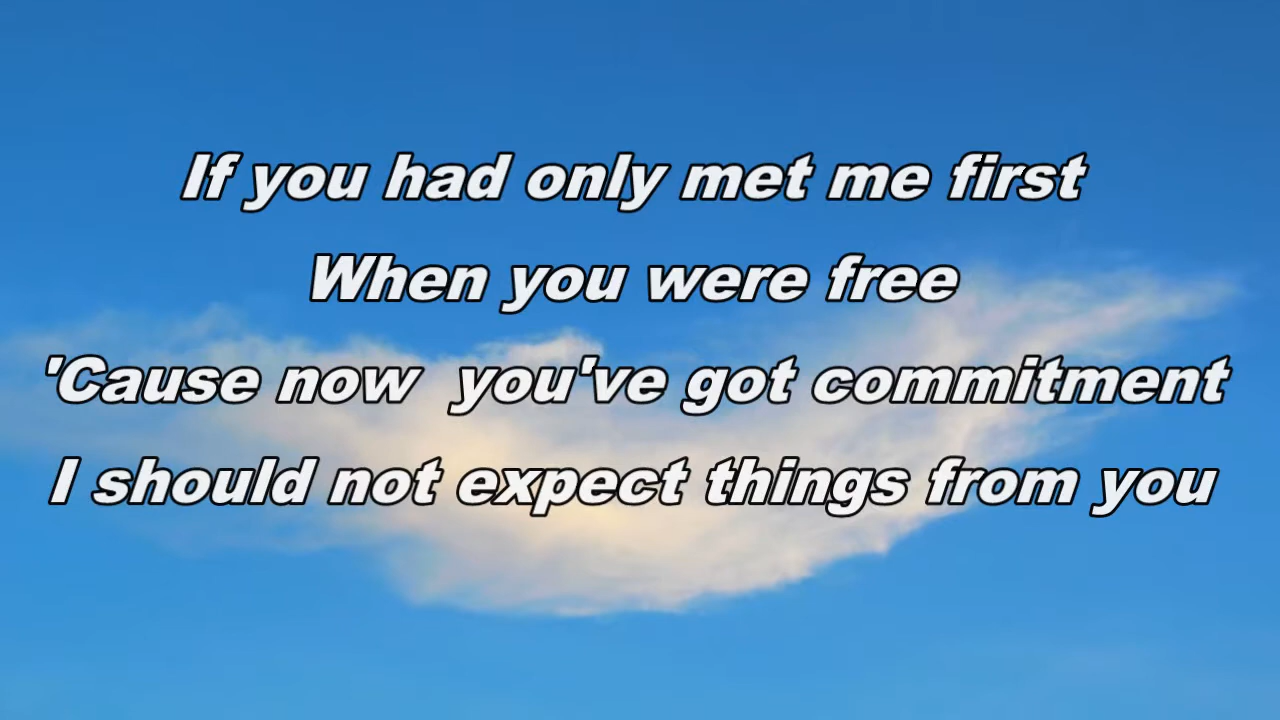 If you had only met me first
When you were free
'Cause now  you've got commitment
I should not expect things from you